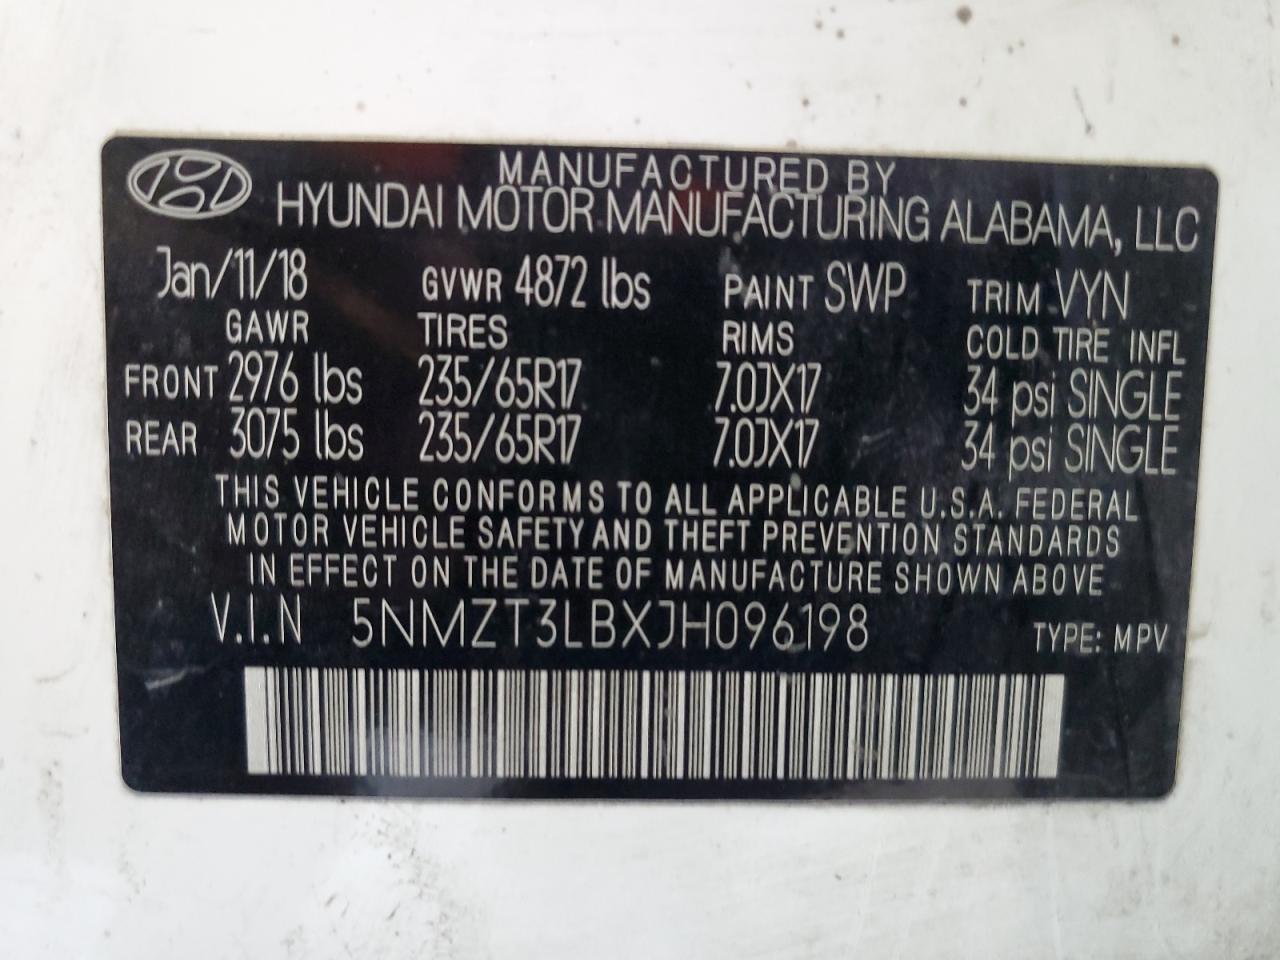 MANUFACTURED BY
HYUNDAI MOTOR MANUFACTURING ALABAMA, LLC
Jan/11/18 GVWR 4872 lbs PAINT SWP TRIM VYN
GAWR TIRES RIMS COLD TIRE INFL
FRONT 2976 lbs 235/65R17 7.0JX17 34 psi SINGLE
REAR 3075 lbs 235/65R17 7.0JX17 34 psi SINGLE
THIS VEHICLE CONFORMS TO ALL APPLICABLE U.S.A. FEDERAL
MOTOR VEHICLE SAFETY AND THEFT PREVENTION STANDARDS
IN EFFECT ON THE DATE OF MANUFACTURE SHOWN ABOVE
V.I.N 5NMZT3LBXJH096198 TYPE: MPV